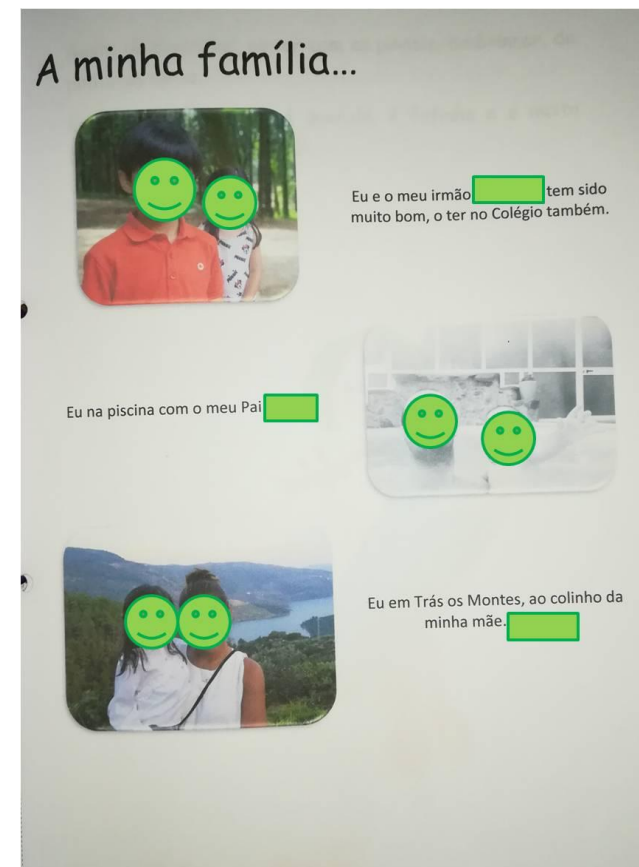 A minha família...
Eu e o meu irmão tem sido
muito bom, o ter no Colégio também.
Eu na piscina com o meu Pai
Eu em Trás os Montes, ao colinho da
minha mãe.